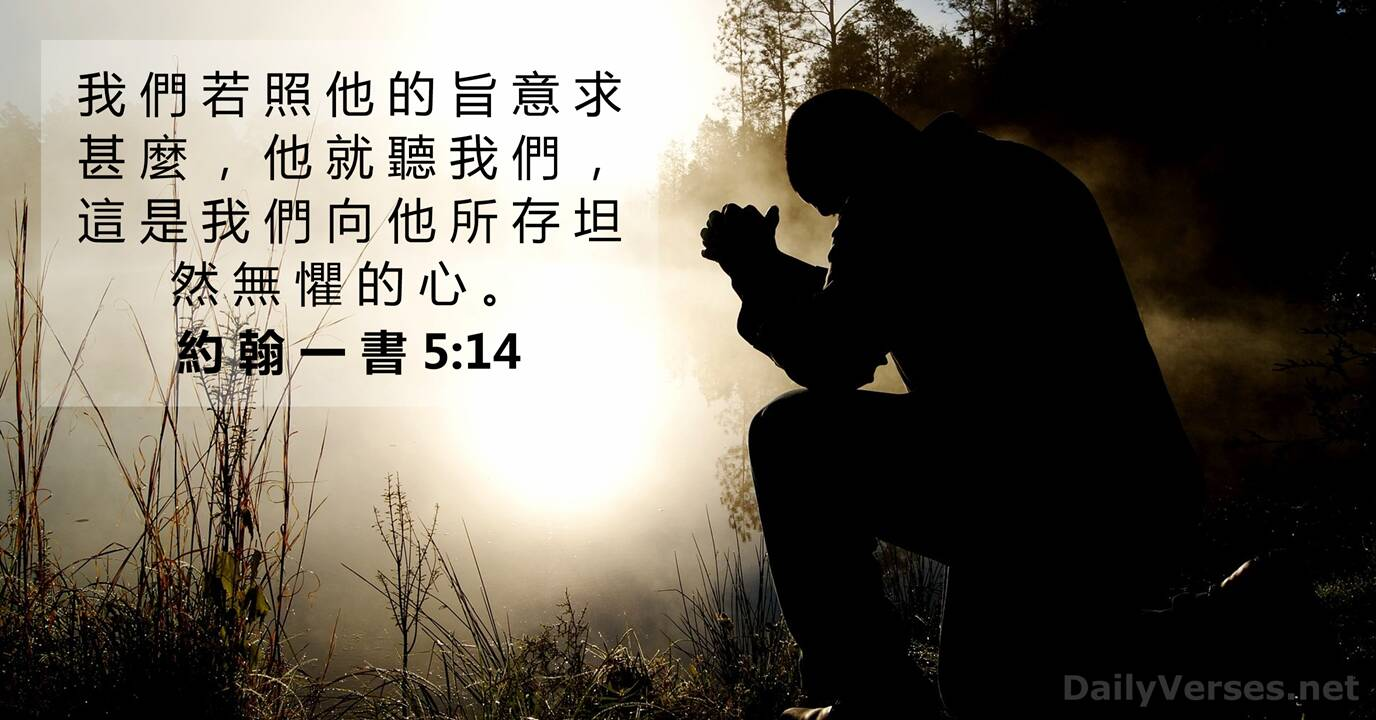 我們若照他的旨意求
甚麼，他就聽我們，
這是我們向他所存坦
然無懼的心。
約翰一書 5:14
DailyVerses.net